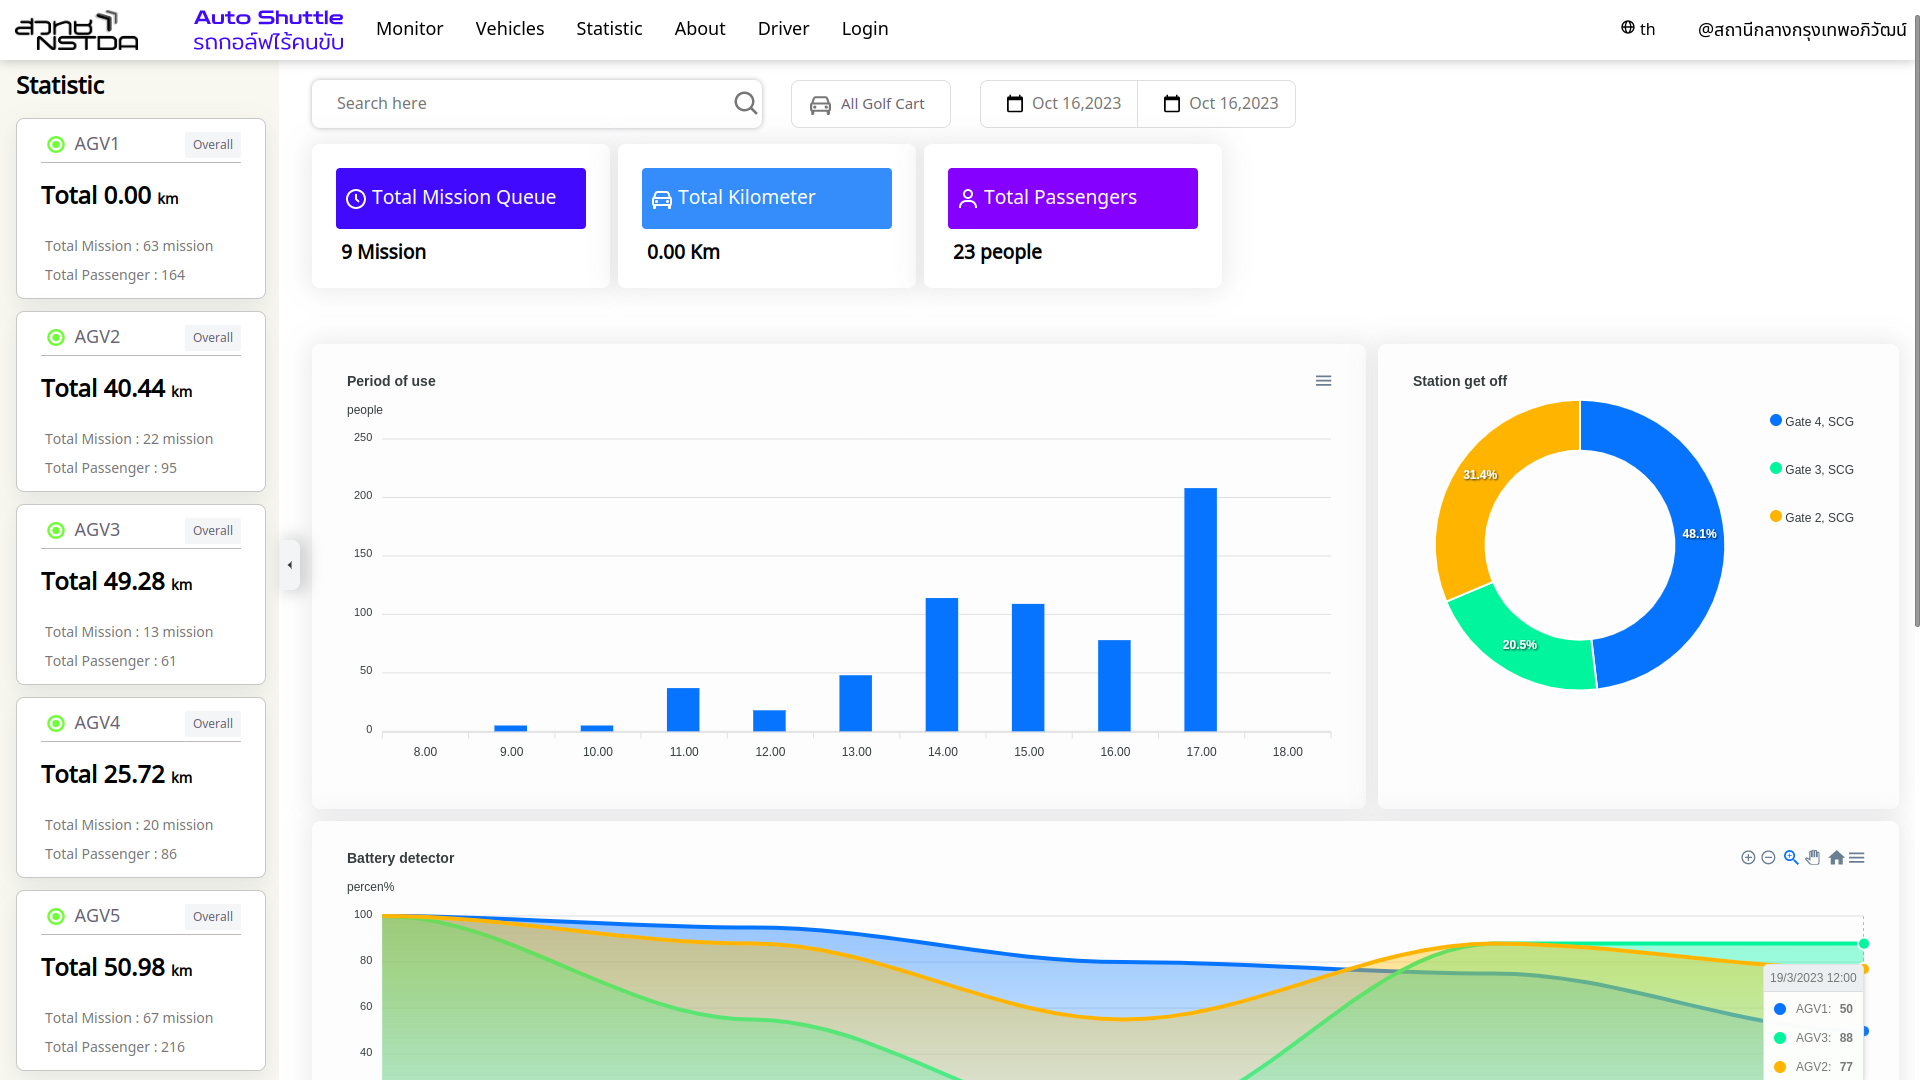 สวทช
NSTDA
Auto Shuttle
รถกอล์ฟไร้คนขับ
Monitor
Vehicles
Statistic
About
Driver
Login
th
@สถานีกลางกรุงเทพอภิวัฒน์
Statistic
AGV1
Overall
Total 0.00 km
Total Mission : 63 mission
Total Passenger : 164
AGV2
Overall
Total 40.44 km
Total Mission : 22 mission
Total Passenger : 95
AGV3
Overall
Total 49.28 km
Total Mission : 13 mission
Total Passenger : 61
AGV4
Overall
Total 25.72 km
Total Mission : 20 mission
Total Passenger : 86
AGV5
Overall
Total 50.98 km
Total Mission : 67 mission
Total Passenger : 216
Search here
All Golf Cart
Oct 16,2023
Oct 16,2023
Total Mission Queue
9 Mission
Total Kilometer
0.00 Km
Total Passengers
23 people
Period of use
people
250
200
150
100
50
0
8.00
9.00
10.00
11.00
12.00
13.00
14.00
15.00
16.00
17.00
18.00
Station get off
31.4%
48.1%
20.5%
Gate 4, SCG
Gate 3, SCG
Gate 2, SCG
Battery detector
percen%
100
80
60
40
19/3/2023 12:00
AGV1: 50
AGV3: 88
AGV2: 77